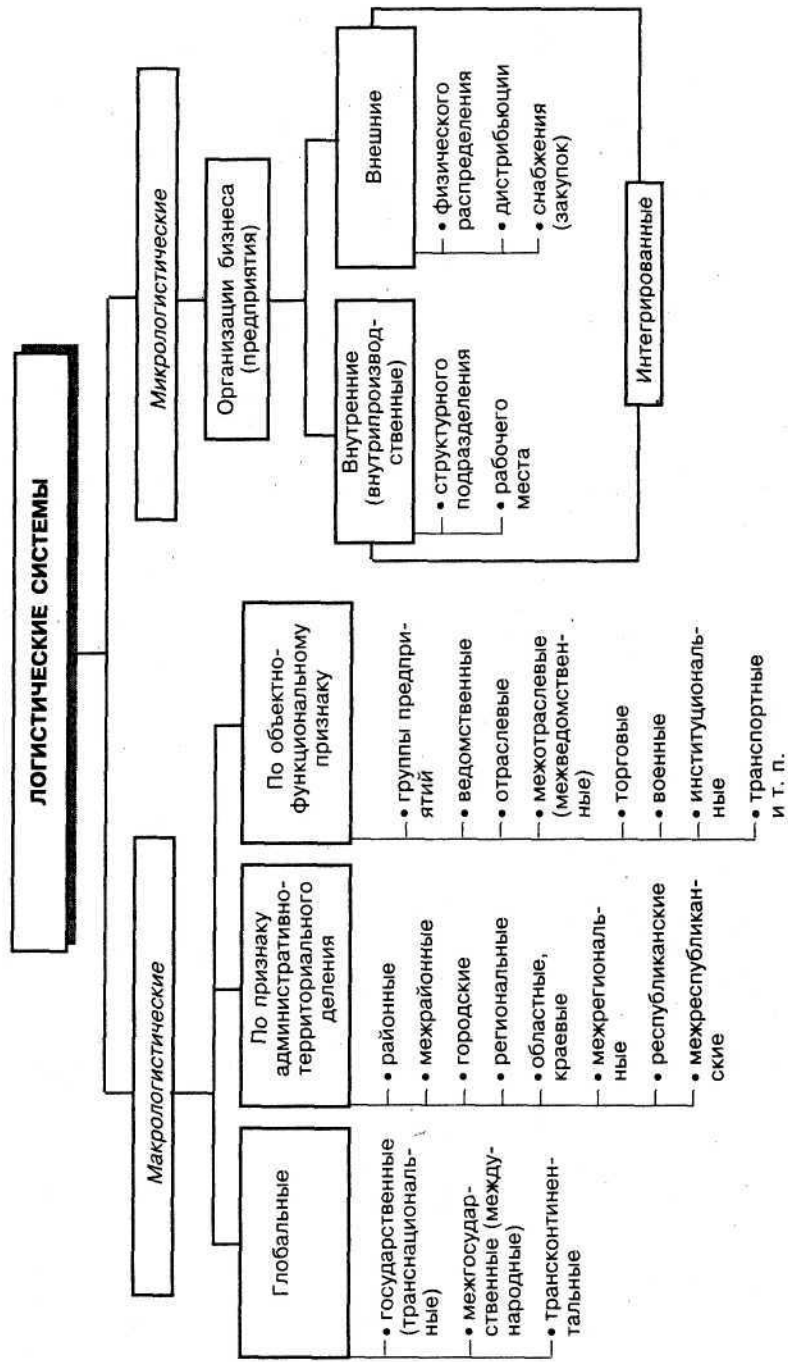 ЛОГИСТИЧЕСКИЕ СИСТЕМЫ
Макрологистические
Глобальные
• государственные
(транснациональ-
ные)
• межгосудар-
ственные (между-
народные)
• трансконтинен-
тальные
По признаку
административно-
территориального
деления
• районные
• межрайонные
• городские
• региональные
• областные,
краевые
• межрегиональ-
ные
• республиканские
• межреспубликан-
ские
По объектно-
функциональному
признаку
• группы предпри-
ятий
• ведомственные
• отраслевые
• межотраслевые
(межведомствен-
ные)
• торговые
• военные
• институциональ-
ные
• транспортные
и т. п.
Микрологистические
Организации бизнеса
(предприятия)
Внутренние
(внутрипроизвод-
ственные)
• структурного
подразделения
• рабочего
места
Внешние
• физического
распределения
• дистрибьюции
• снабжения
(закупок)
Интегрированные